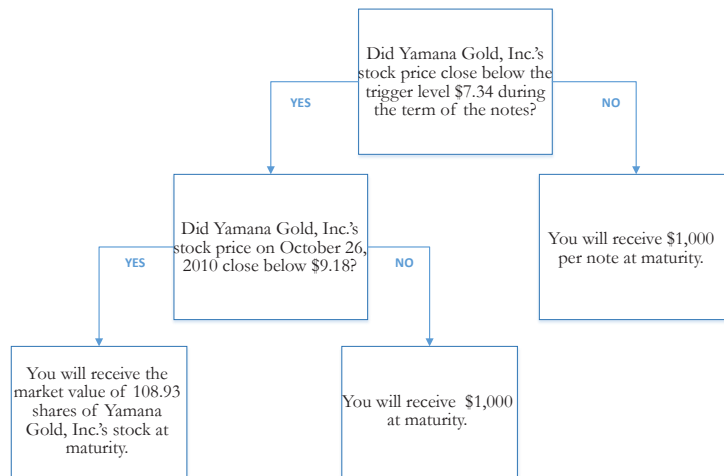 Did Yamana Gold, Inc.'s
stock price close below the
trigger level $7.34 during
the term of the notes?
YES
NO
Did Yamana Gold, Inc.'s
stock price on October 26,
2010 close below $9.18?
You will receive $1,000
per note at maturity.
YES
NO
You will receive the
market value of 108.93
shares of Yamana
Gold, Inc.'s stock at
maturity.
You will receive $1,000
at maturity.